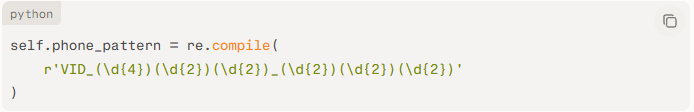 python
self.phone_pattern = re.compile(
    r'VID_(\d{4})(\d{2})(\d{2})_(\d{2})(\d{2})(\d{2})'
)